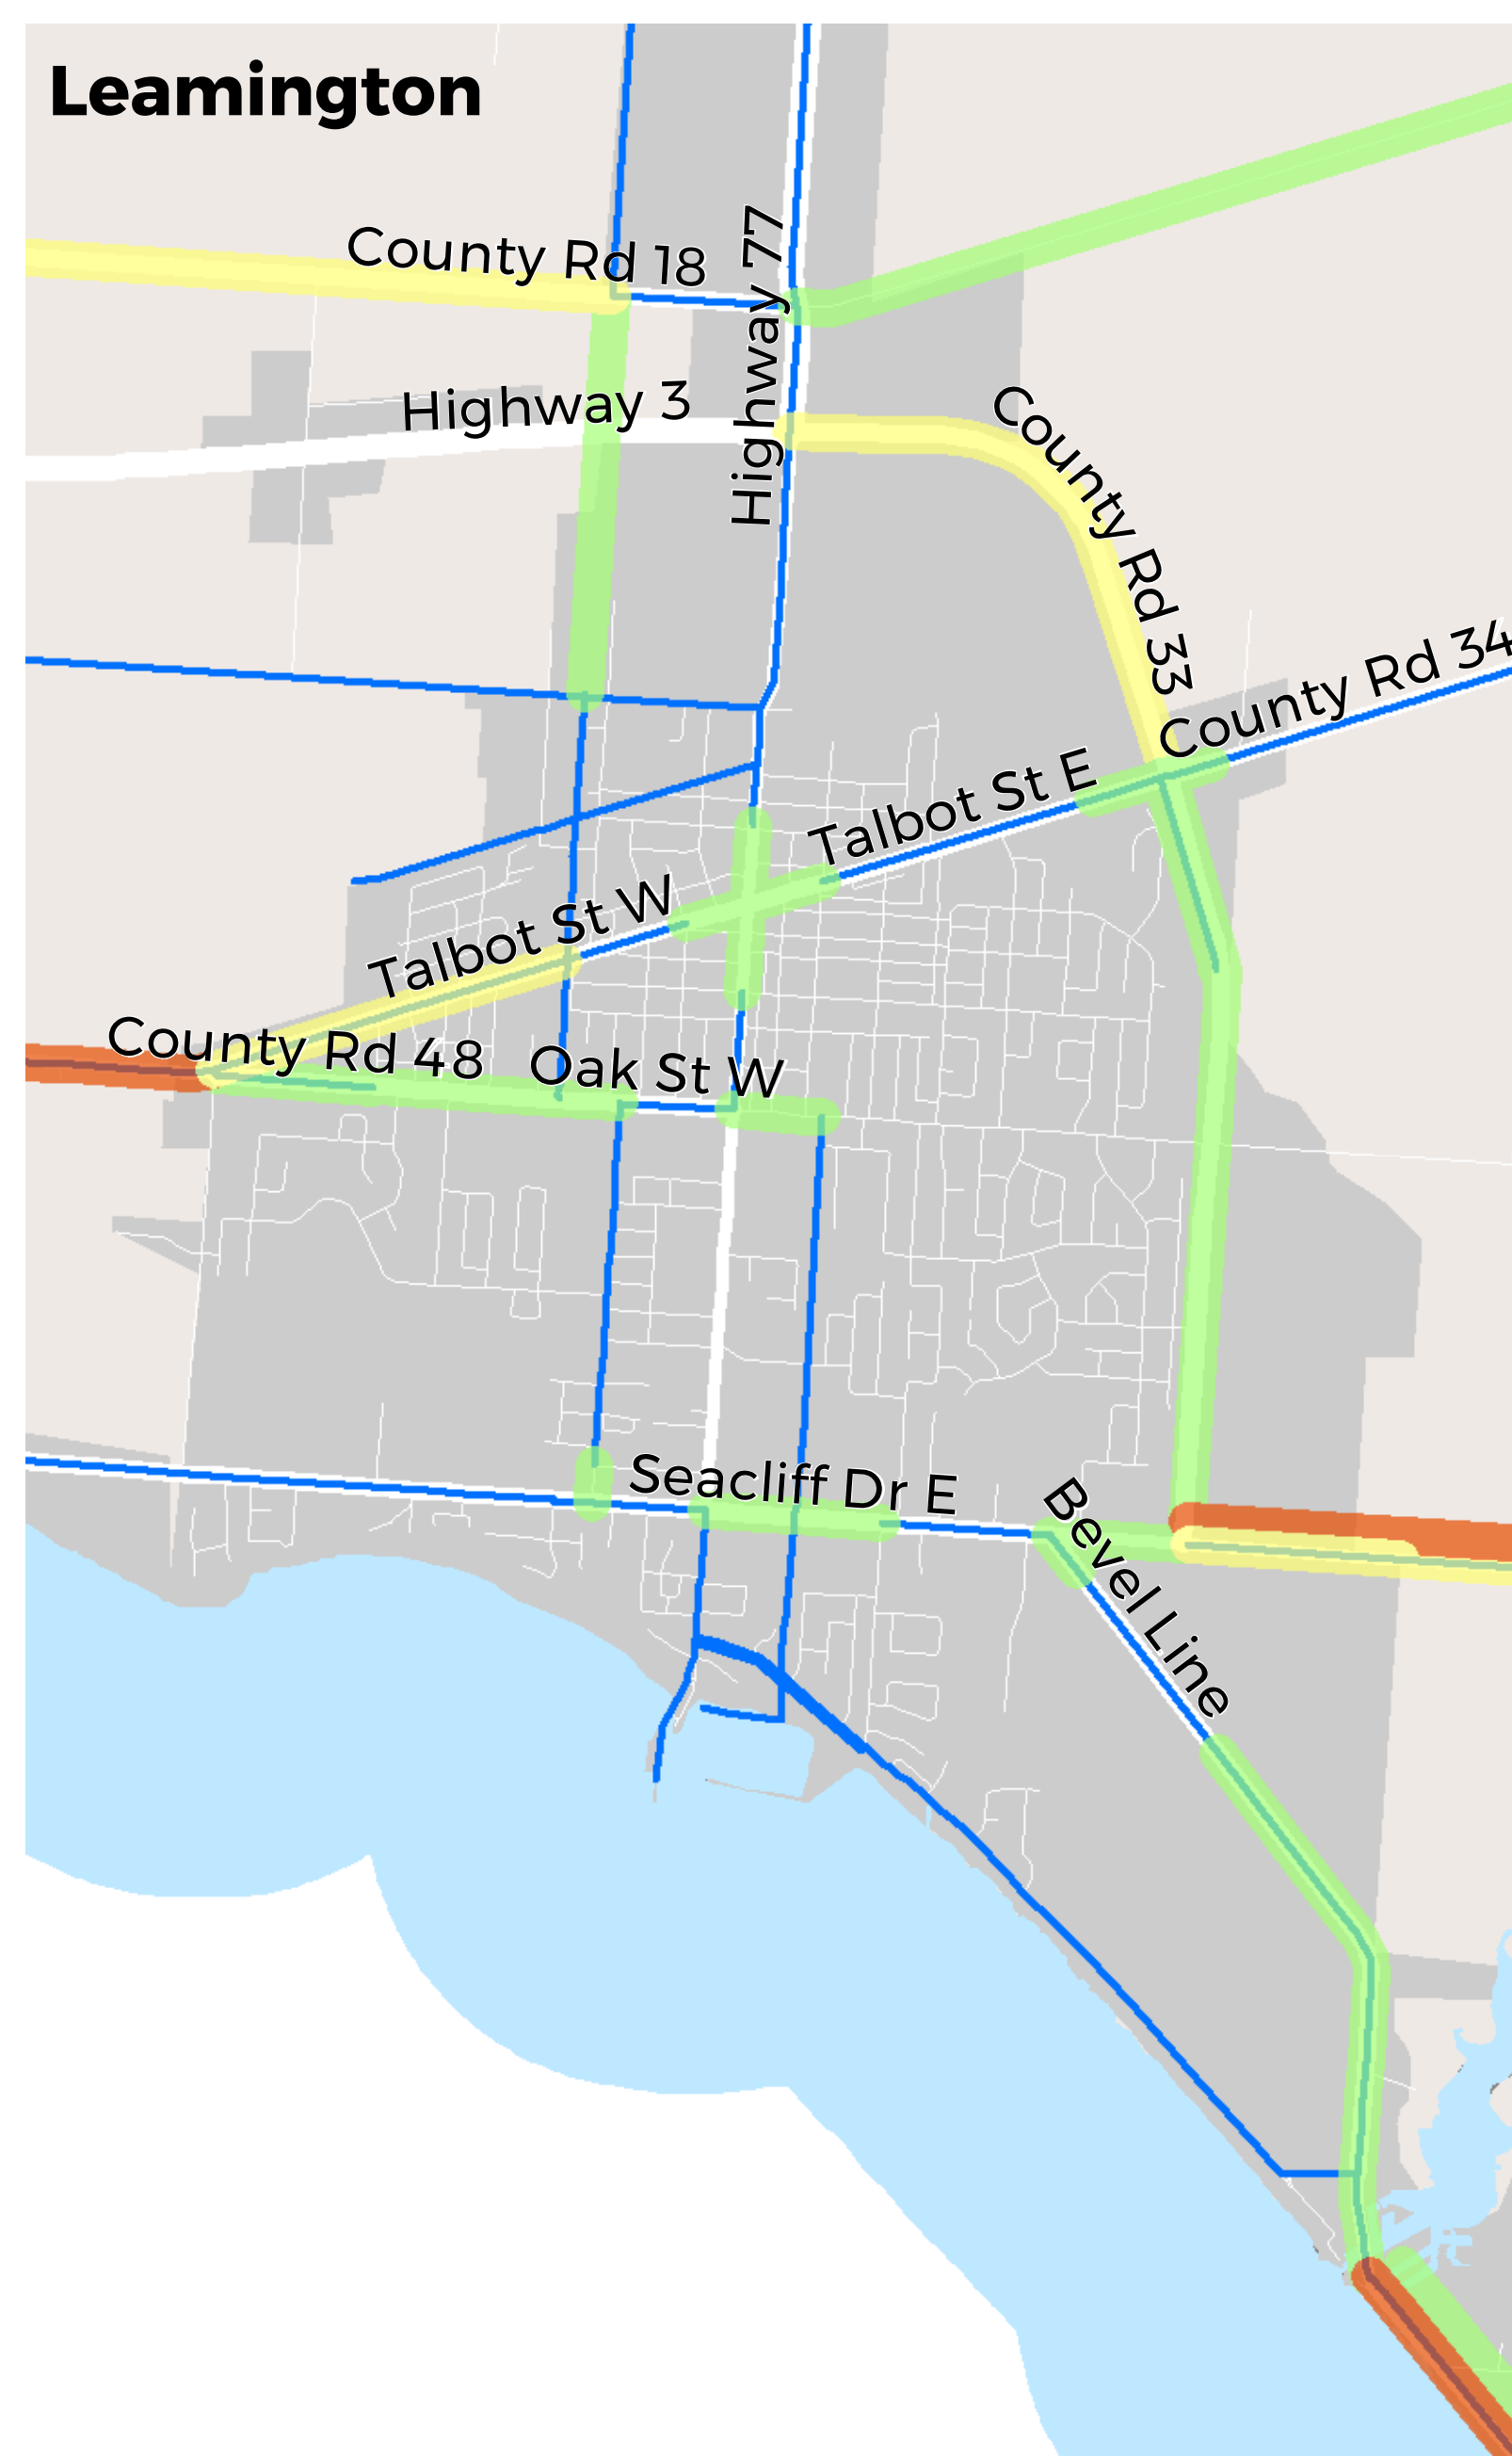 Leamington
County Rd 18
Highway 77
Highway 3
County Rd 33
County Rd 34
Talbot St E
Talbot St W
County Rd 48
Oak St W
Seacliff Dr E
Bevel Line